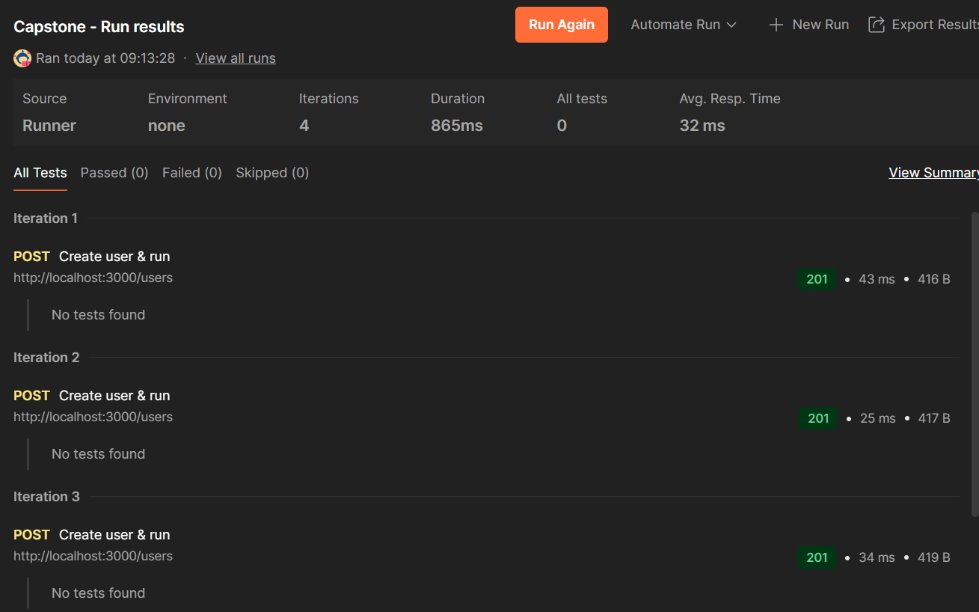 Capstone - Run results
Run Again
Automate Run
New Run
Export Results
Ran today at 09:13:28 · View all runs
Source Environment Iterations Duration All tests Avg. Resp. Time
Runner none 4 865ms 0 32 ms
All Tests Passed (0) Failed (0) Skipped (0) View Summary
Iteration 1
POST Create user & run
http://localhost:3000/users
201 • 43 ms • 416 B
No tests found
Iteration 2
POST Create user & run
http://localhost:3000/users
201 • 25 ms • 417 B
No tests found
Iteration 3
POST Create user & run
http://localhost:3000/users
201 • 34 ms • 419 B
No tests found